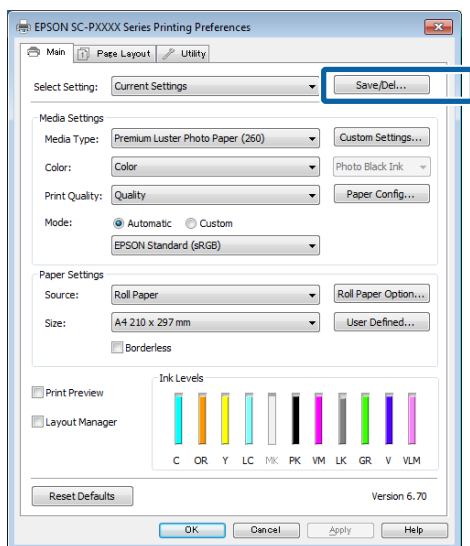 EPSON SC-PXXXX Series Printing Preferences
Main Page Layout Utility
Select Setting: Current Settings Save/Del...
Media Settings
Media Type: Premium Luster Photo Paper (260) Custom Settings...
Color: Color Photo Black Ink
Print Quality: Quality Paper Config...
Mode: Automatic Custom
EPSON Standard (sRGB)
Paper Settings
Source: Roll Paper Roll Paper Option...
Size: A4 210 x 297 mm User Defined...
Borderless
Ink Levels
Print Preview
Layout Manager
C OR Y LC MK PK VM LK GR V VLM
Reset Defaults Version 6.70
OK Cancel Apply Help